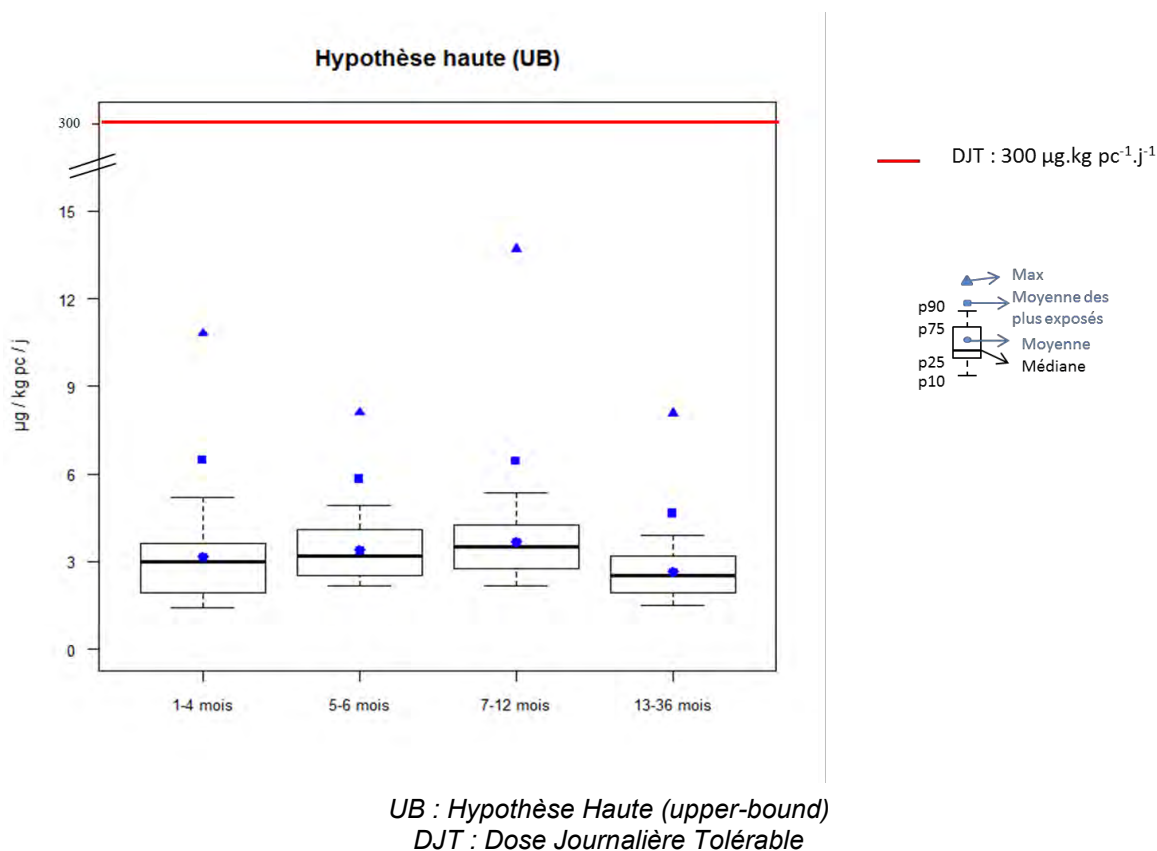 Hypothèse haute (UB)
300
15
12
9
6
3
0
µg / kg pc / j
1-4 mois
5-6 mois
7-12 mois
13-36 mois
DJT : 300 µg.kg pc⁻¹.j⁻¹
Max
p90
Moyenne des
plus exposés
p75
Moyenne
p25
Médiane
p10
UB : Hypothèse Haute (upper-bound)
DJT : Dose Journalière Tolérable